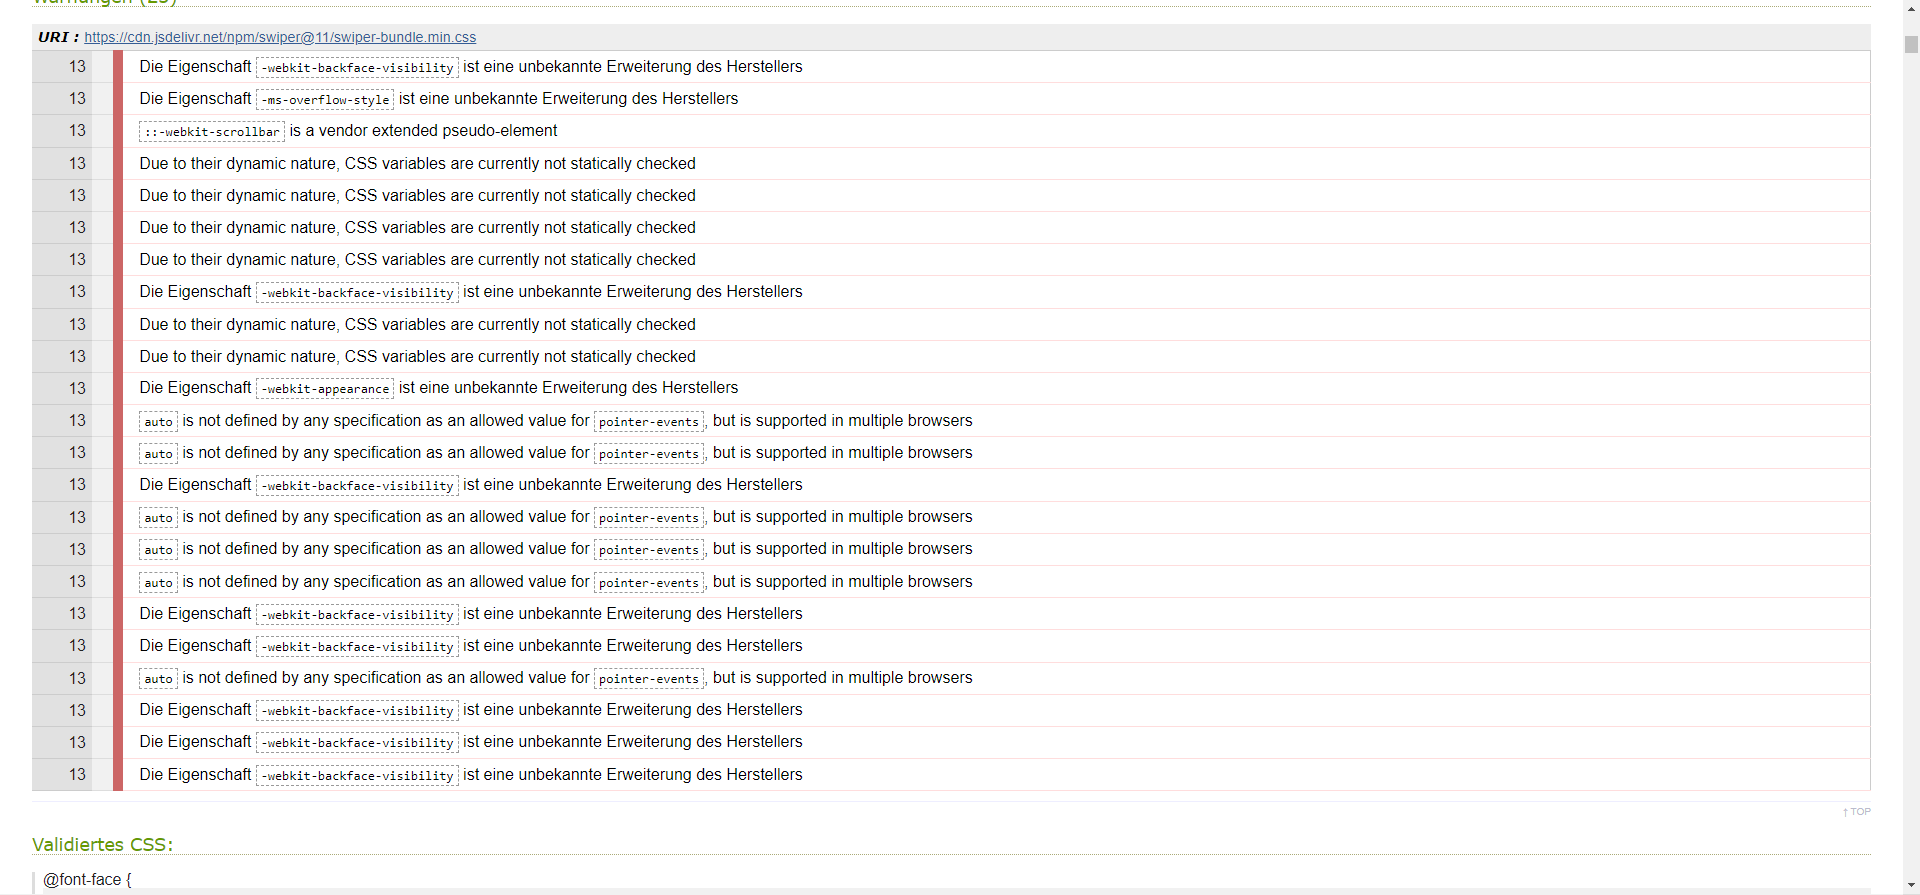 Warnungen (23)
URI : https://cdn.jsdelivr.net/npm/swiper@11/swiper-bundle.min.css
13 Die Eigenschaft -webkit-backface-visibility ist eine unbekannte Erweiterung des Herstellers
13 Die Eigenschaft -ms-overflow-style ist eine unbekannte Erweiterung des Herstellers
13 ::-webkit-scrollbar is a vendor extended pseudo-element
13 Due to their dynamic nature, CSS variables are currently not statically checked
13 Due to their dynamic nature, CSS variables are currently not statically checked
13 Due to their dynamic nature, CSS variables are currently not statically checked
13 Due to their dynamic nature, CSS variables are currently not statically checked
13 Die Eigenschaft -webkit-backface-visibility ist eine unbekannte Erweiterung des Herstellers
13 Due to their dynamic nature, CSS variables are currently not statically checked
13 Due to their dynamic nature, CSS variables are currently not statically checked
13 Die Eigenschaft -webkit-appearance ist eine unbekannte Erweiterung des Herstellers
13 auto is not defined by any specification as an allowed value for pointer-events, but is supported in multiple browsers
13 auto is not defined by any specification as an allowed value for pointer-events, but is supported in multiple browsers
13 Die Eigenschaft -webkit-backface-visibility ist eine unbekannte Erweiterung des Herstellers
13 auto is not defined by any specification as an allowed value for pointer-events, but is supported in multiple browsers
13 auto is not defined by any specification as an allowed value for pointer-events, but is supported in multiple browsers
13 auto is not defined by any specification as an allowed value for pointer-events, but is supported in multiple browsers
13 Die Eigenschaft -webkit-backface-visibility ist eine unbekannte Erweiterung des Herstellers
13 Die Eigenschaft -webkit-backface-visibility ist eine unbekannte Erweiterung des Herstellers
13 auto is not defined by any specification as an allowed value for pointer-events, but is supported in multiple browsers
13 Die Eigenschaft -webkit-backface-visibility ist eine unbekannte Erweiterung des Herstellers
13 Die Eigenschaft -webkit-backface-visibility ist eine unbekannte Erweiterung des Herstellers
13 Die Eigenschaft -webkit-backface-visibility ist eine unbekannte Erweiterung des Herstellers
↑ TOP
Validiertes CSS:
@font-face {